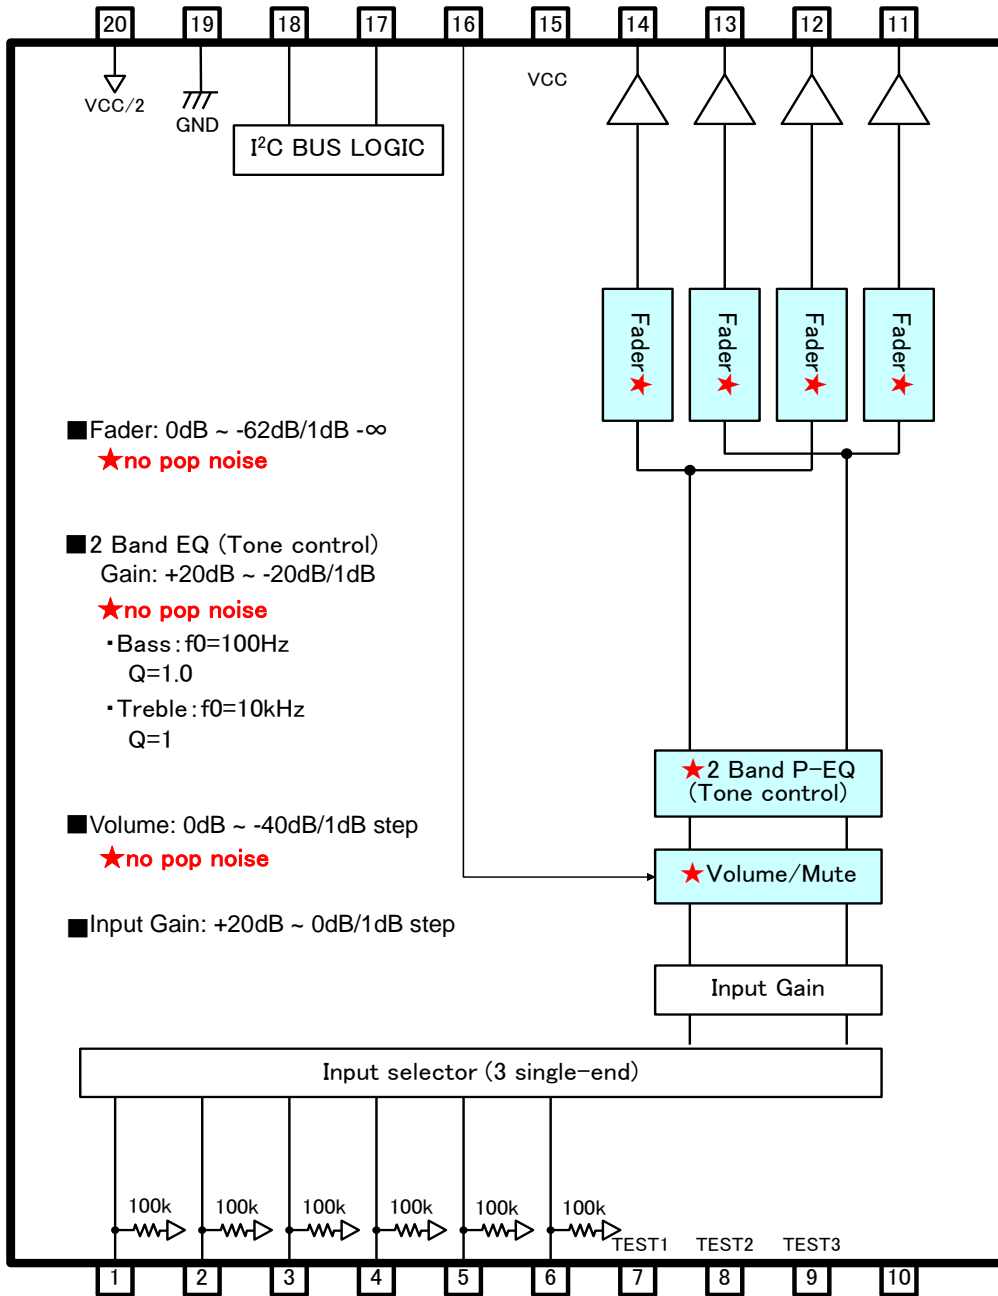 20 19 18 17 16 15 14 13 12 11
VCC/2
GND
I²C BUS LOGIC
VCC
Fader★ Fader★ Fader★ Fader★
■Fader: 0dB ~ -62dB/1dB -∞
★no pop noise
■2 Band EQ (Tone control)
Gain: +20dB ~ -20dB/1dB
★no pop noise
・Bass:f0=100Hz
Q=1.0
・Treble:f0=10kHz
Q=1
★2 Band P-EQ
(Tone control)
■Volume: 0dB ~ -40dB/1dB step
★no pop noise
★Volume/Mute
■Input Gain: +20dB ~ 0dB/1dB step
Input Gain
Input selector (3 single-end)
100k 100k 100k 100k 100k 100k
TEST1 TEST2 TEST3
1 2 3 4 5 6 7 8 9 10